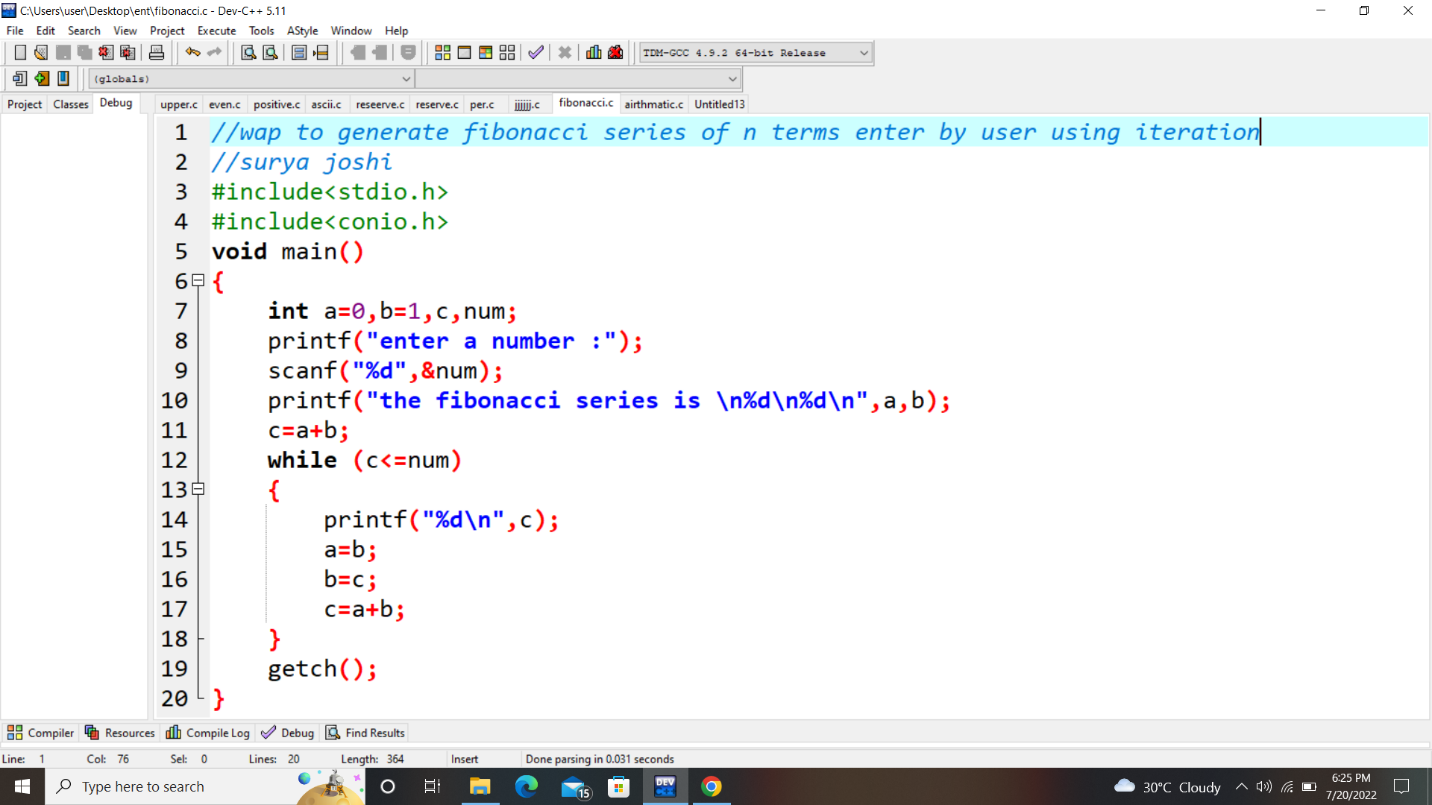 C:\Users\user\Desktop\ent\fibonacci.c - Dev-C++ 5.11
File Edit Search View Project Execute Tools AStyle Window Help
TDM-GCC 4.9.2 64-bit Release
(globals)
Project Classes Debug upper.c even.c positive.c ascii.c reseerve.c reserve.c per.c jjjjjj.c fibonacci.c airthmatic.c Untitled13
1 //wap to generate fibonacci series of n terms enter by user using iteration
2 //surya joshi
3 #include<stdio.h>
4 #include<conio.h>
5 void main()
6 {
7 int a=0,b=1,c,num;
8 printf("enter a number :");
9 scanf("%d",&num);
10 printf("the fibonacci series is \n%d\n%d\n",a,b);
11 c=a+b;
12 while (c<=num)
13 {
14 printf("%d\n",c);
15 a=b;
16 b=c;
17 c=a+b;
18 }
19 getch();
20 }
Compiler Resources Compile Log Debug Find Results
Line: 1 Col: 76 Sel: 0 Lines: 20 Length: 364 Insert Done parsing in 0.031 seconds
Type here to search 15 DEV 30°C Cloudy 6:25 PM
7/20/2022